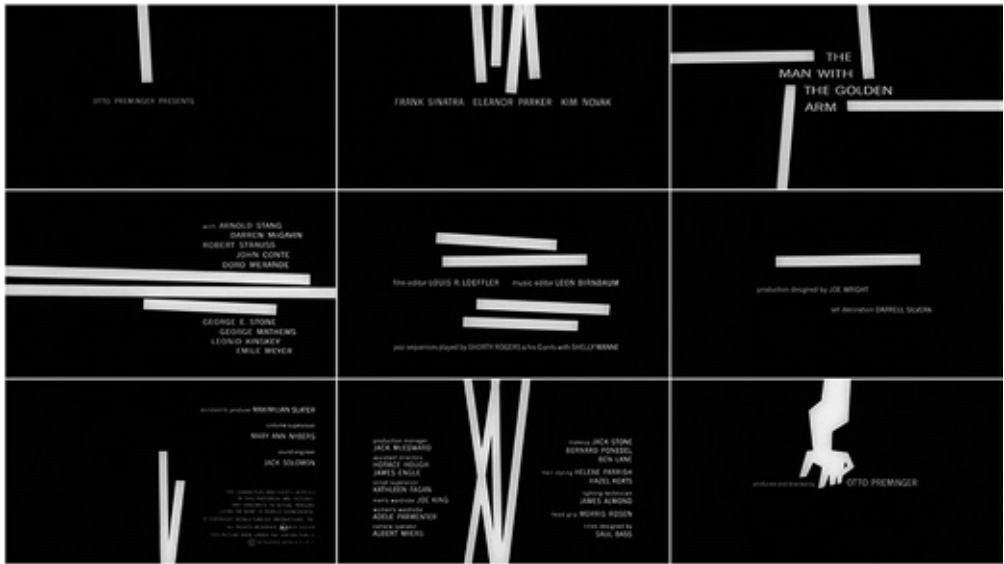 OTTO PREMINGER PRESENTS
FRANK SINATRA ELEANOR PARKER KIM NOVAK
THE
MAN WITH
THE GOLDEN
ARM
with ARNOLD STANG
DARREN McGAVIN
ROBERT STRAUSS
JOHN CONTE
DORO MERANDE
GEORGE E. STONE
GEORGE MATHEWS
LEONID KINSKEY
EMILE MEYER
film editor LOUIS R. LOEFFLER music editor LEON BIRNBAUM
jazz sequences played by SHORTY ROGERS & his Giants with SHELLY MANNE
production designed by JOE WRIGHT
set decoration DARRELL SILVERA
assistant to producer MAXIMILIAN SLATER
costume supervision
MARY ANN NYBERG
sound engineer
JACK SOLOMON
production manager
JACK McEDWARD
assistant directors
HORACE HOUGH
JAMES ENGLE
script supervisor
KATHLEEN FAGAN
men's wardrobe JOE KING
women's wardrobe
ADELE PARMENTER
camera operator
ALBERT MYERS
makeup JACK STONE
BERNARD PONEDEL
BEN LANE
hair styling HELENE PARRISH
HAZEL KEATS
lighting technician
JAMES ALMOND
head grip MORRIS ROSEN
titles designed by
SAUL BASS
produced and directed by OTTO PREMINGER